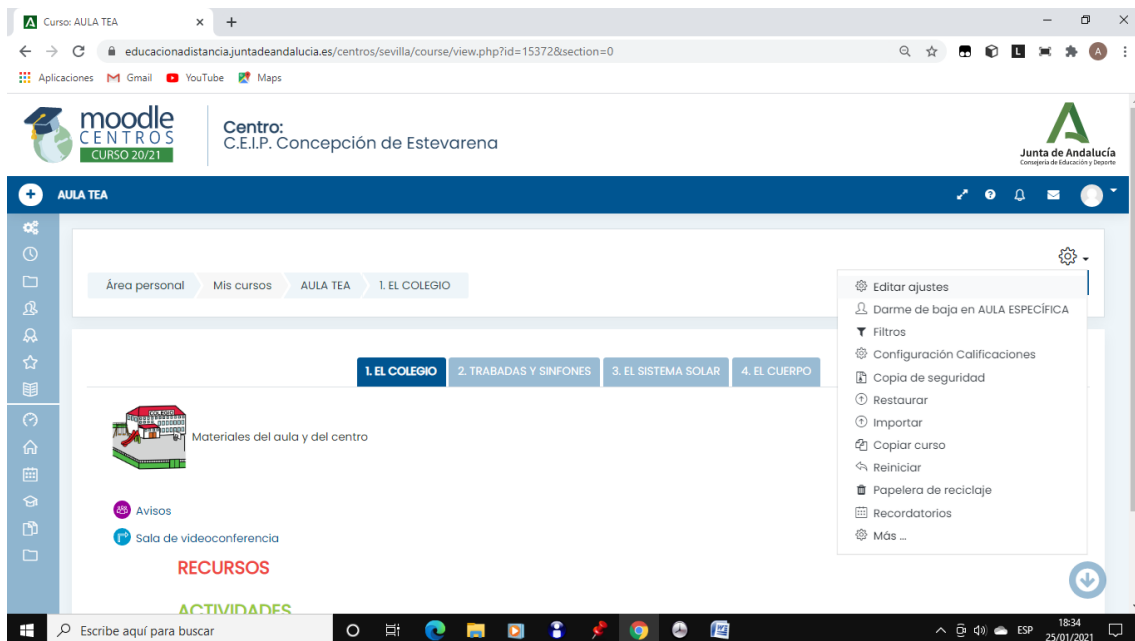 Curso: AULA TEA
educacionadistancia.juntadeandalucia.es/centros/sevilla/course/view.php?id=15372&section=0
L
A
Aplicaciones Gmail YouTube Maps
moodle
CENTROS
CURSO 20/21
Centro:
C.E.I.P. Concepción de Estevarena
Junta de Andalucía
Consejería de Educación y Deporte
AULA TEA
Área personal Mis cursos AULA TEA 1. EL COLEGIO
Editar ajustes
Darme de baja en AULA ESPECÍFICA
Filtros
Configuración Calificaciones
Copia de seguridad
Restaurar
Importar
Copiar curso
Reiniciar
Papelera de reciclaje
Recordatorios
Más ...
1. EL COLEGIO 2. TRABADAS Y SINFONES 3. EL SISTEMA SOLAR 4. EL CUERPO
COLEGIO
Materiales del aula y del centro
Avisos
Sala de videoconferencia
RECURSOS
ACTIVIDADES
Escribe aquí para buscar
ESP
18:34
25/01/2021